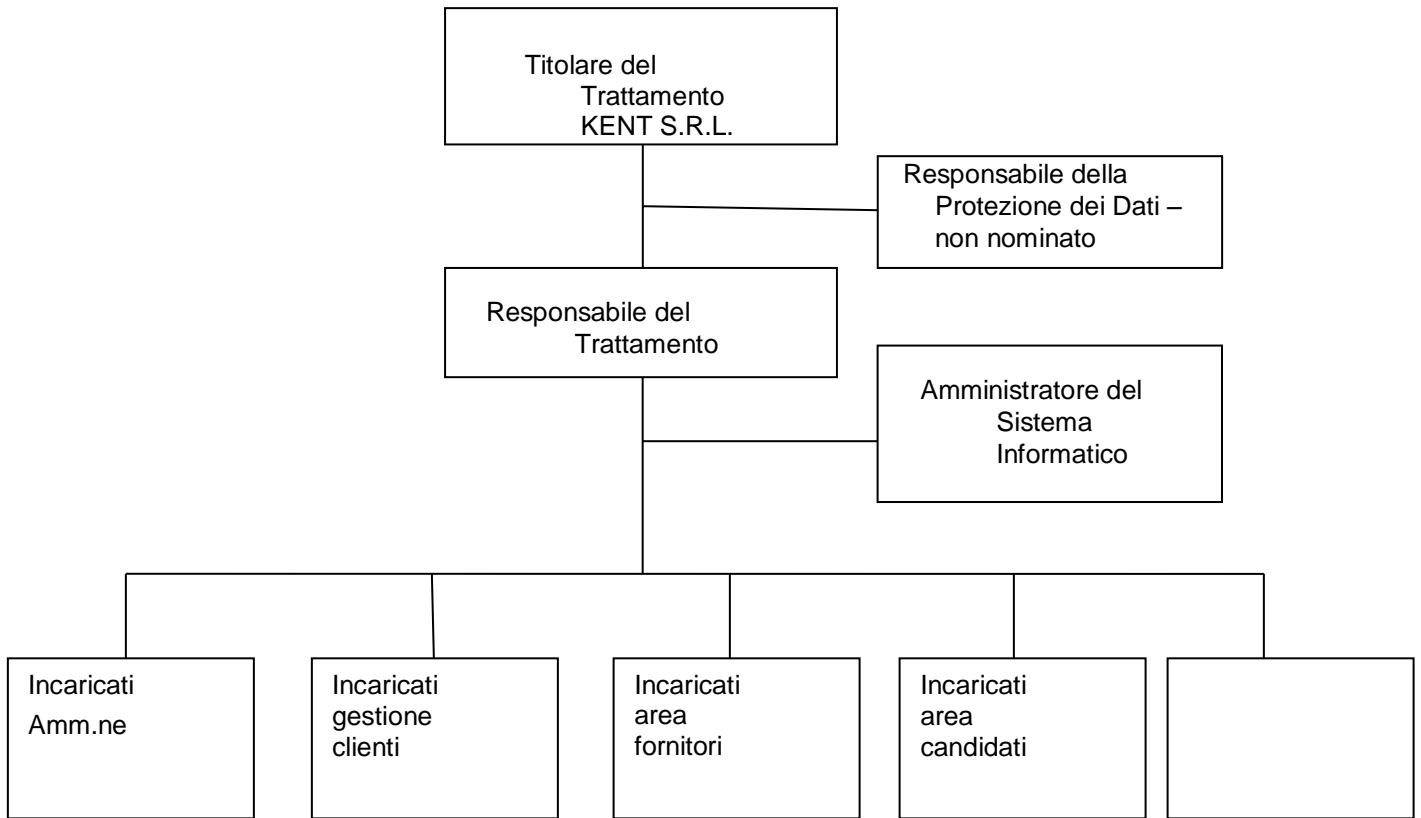 Titolare del
Trattamento
KENT S.R.L.
Responsabile della
Protezione dei Dati –
non nominato
Responsabile del
Trattamento
Amministratore del
Sistema
Informatico
Incaricati
Amm.ne
Incaricati
gestione
clienti
Incaricati
area
fornitori
Incaricati
area
candidati